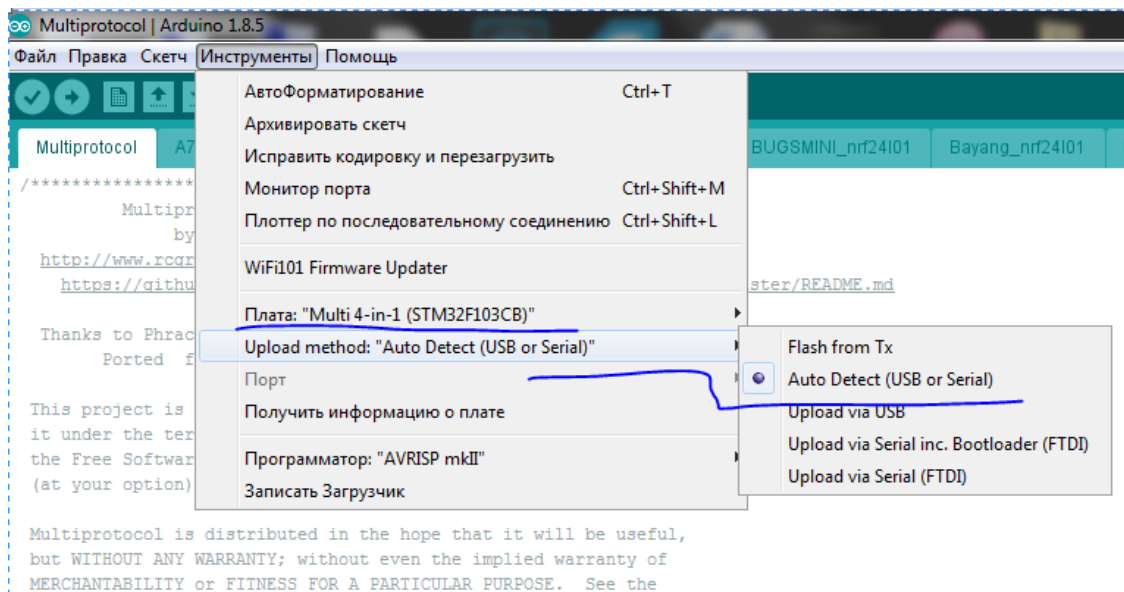 Multiprotocol | Arduino 1.8.5
Файл Правка Скетч Инструменты Помощь
АвтоФорматирование Ctrl+T
Архивировать скетч
Исправить кодировку и перезагрузить
Монитор порта Ctrl+Shift+M
Плоттер по последовательному соединению Ctrl+Shift+L
WiFi101 Firmware Updater
Плата: "Multi 4-in-1 (STM32F103CB)"
Upload method: "Auto Detect (USB or Serial)"
Порт
Получить информацию о плате
Программатор: "AVRISP mkII"
Записать Загрузчик
Flash from Tx
Auto Detect (USB or Serial)
Upload via USB
Upload via Serial inc. Bootloader (FTDI)
Upload via Serial (FTDI)
Multiprotocol A7 BUGSMINI_nrf24l01 Bayang_nrf24l01
/****************
Multipr
by
http://www.rcgr
https://githu ster/README.md
Thanks to Phrac
Ported f
This project is
it under the ter
the Free Softwar
(at your option)
Multiprotocol is distributed in the hope that it will be useful,
but WITHOUT ANY WARRANTY; without even the implied warranty of
MERCHANTABILITY or FITNESS FOR A PARTICULAR PURPOSE. See the